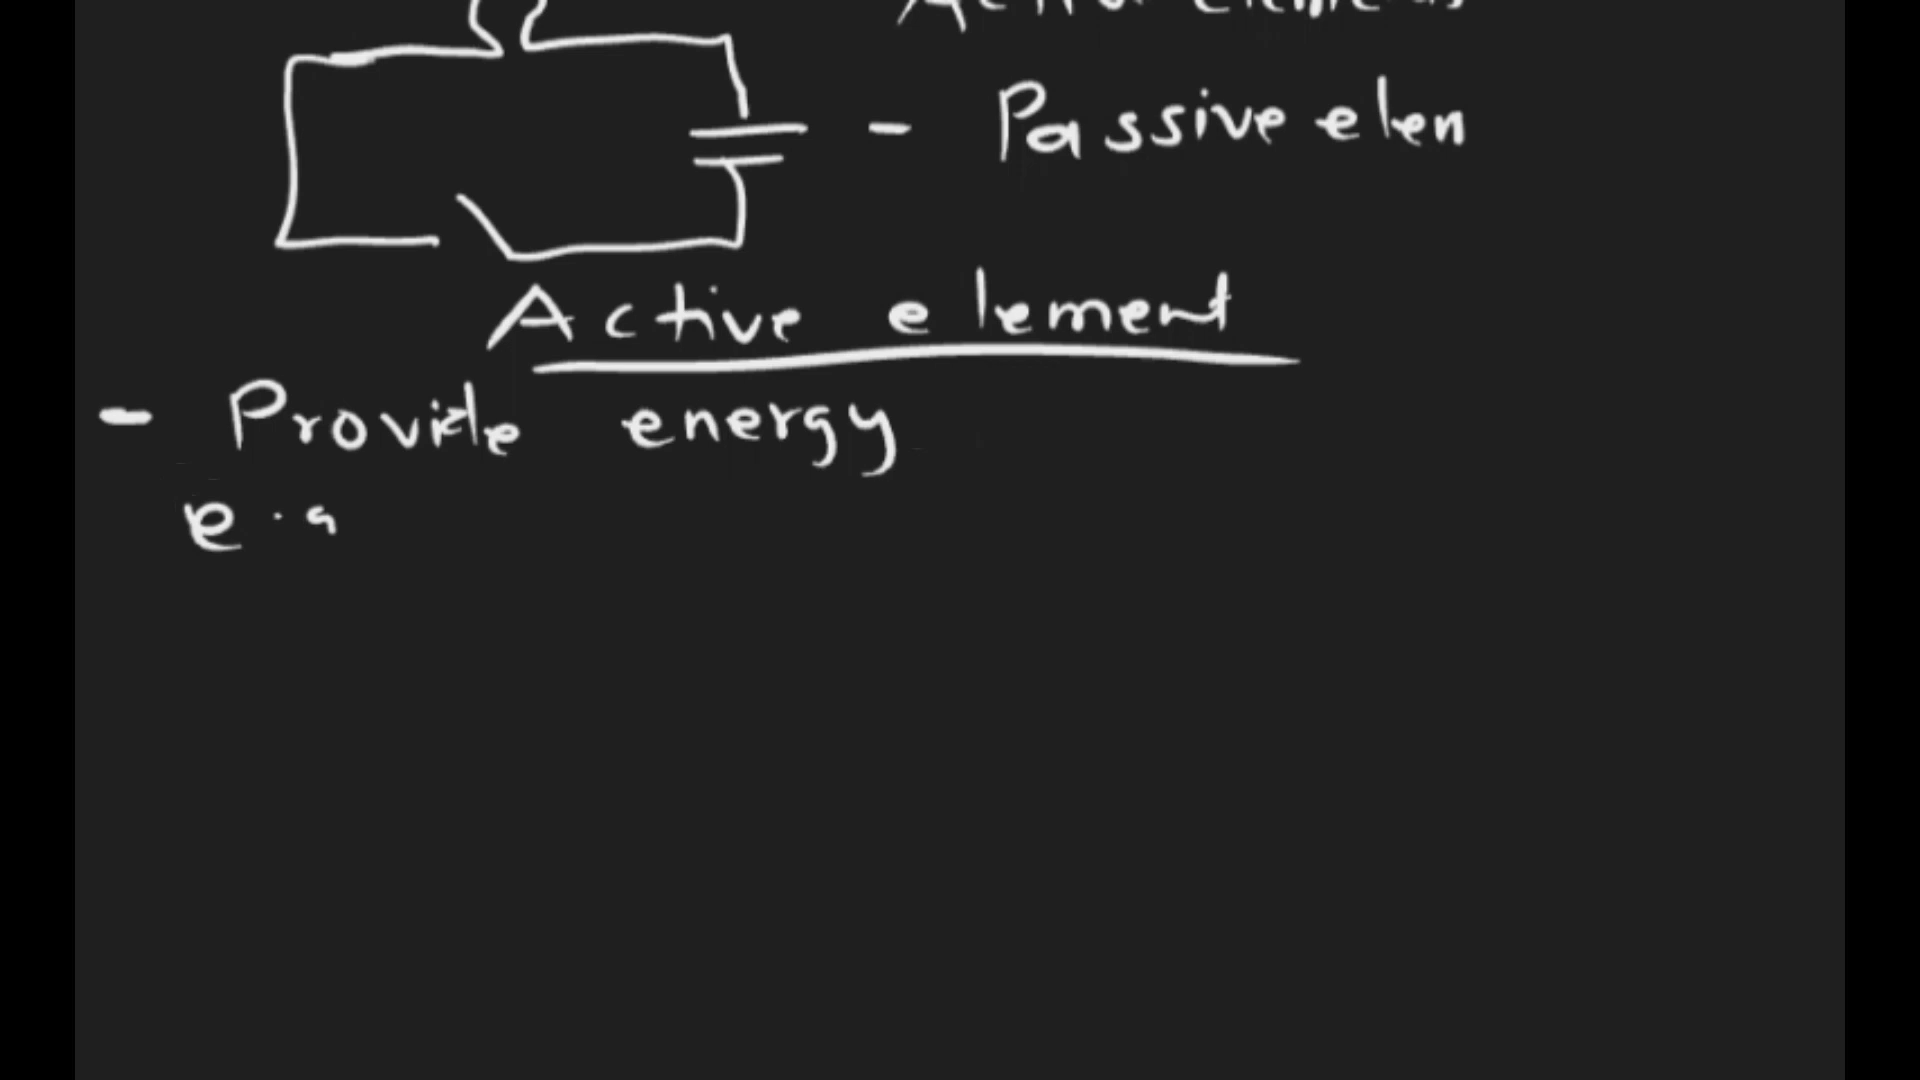 - Passive elen
Active element
- Provide energy
e.g